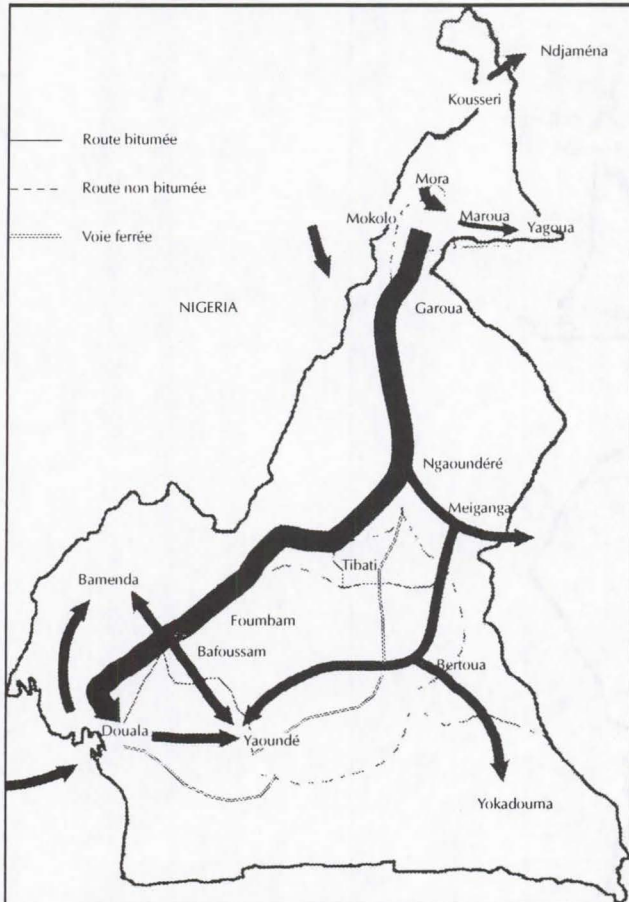 Ndjaména
Kousseri
Route bitumée
Route non bitumée
Voie ferrée
Mora
Mokolo
Maroua
Yagoua
NIGERIA
Garoua
Ngaoundéré
Meiganga
Tibati
Bamenda
Foumbam
Bafoussam
Bertoua
Douala
Yaoundé
Yokadouma